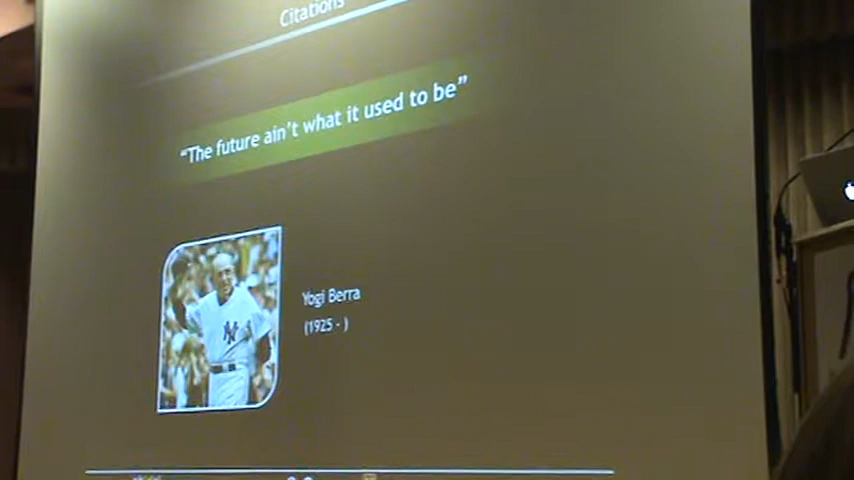 Citations
“The future ain't what it used to be”
Yogi Berra
(1925 - )